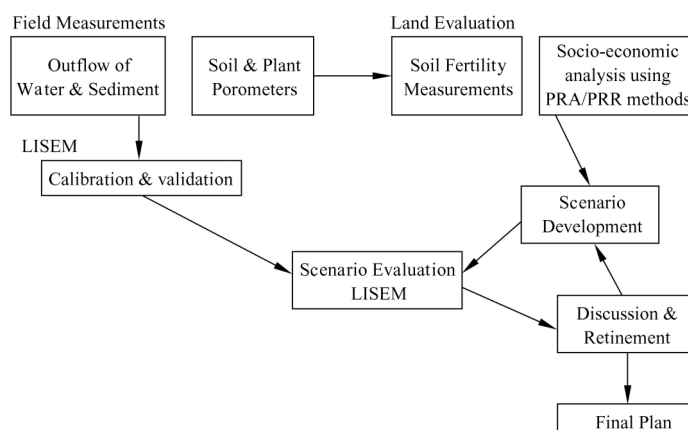 Field Measurements
Outflow of
Water & Sediment
Soil & Plant
Porometers
Land Evaluation
Soil Fertility
Measurements
Socio-economic
analysis using
PRA/PRR methods
LISEM
Calibration & validation
Scenario
Development
Scenario Evaluation
LISEM
Discussion &
Retinement
Final Plan